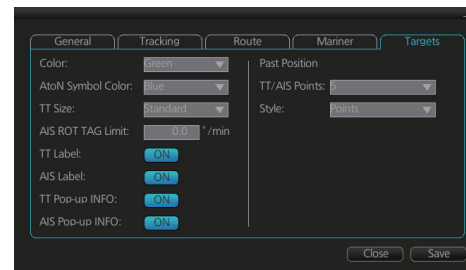 General Tracking Route Mariner Targets
Color: Green
AtoN Symbol Color: Blue
TT Size: Standard
AIS ROT TAG Limit: 0.0 °/min
TT Label: ON
AIS Label: ON
TT Pop-up INFO: ON
AIS Pop-up INFO: ON
Past Position
TT/AIS Points: 5
Style: Points
Close Save